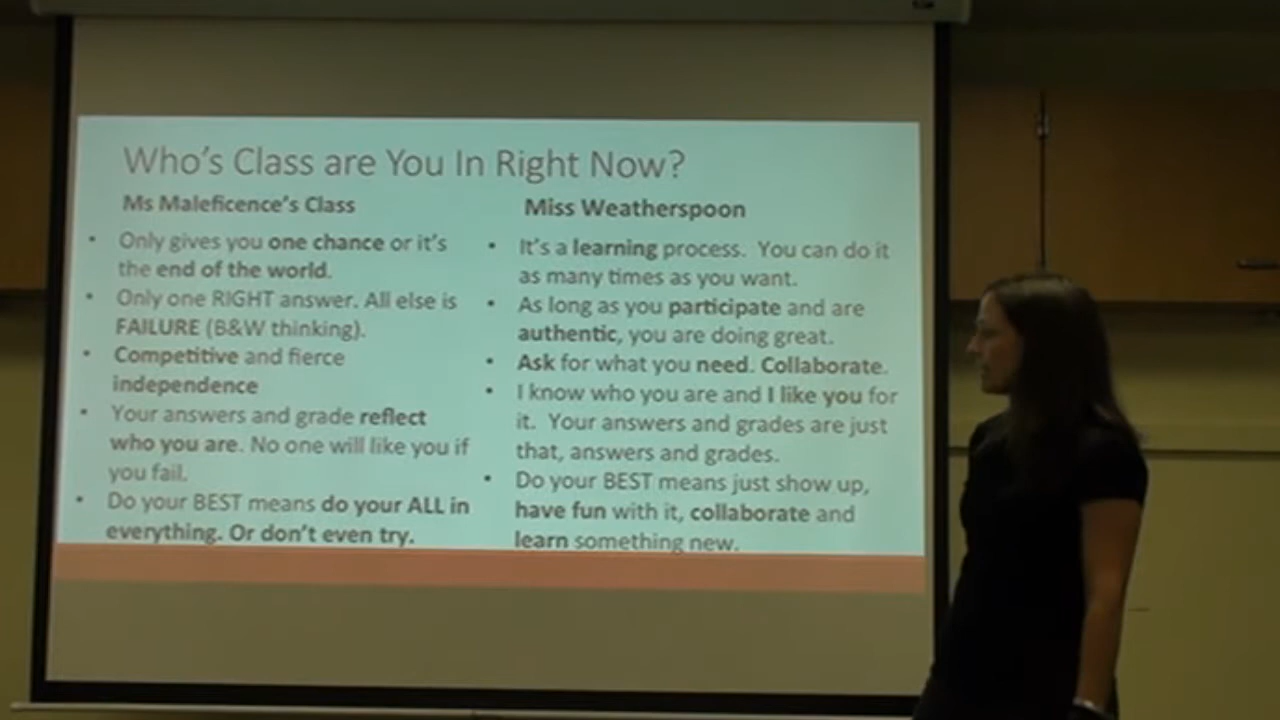 Who's Class are You In Right Now?
Ms Maleficence's Class
• Only gives you one chance or it's
the end of the world.
• Only one RIGHT answer. All else is
FAILURE (B&W thinking).
• Competitive and fierce
independence
• Your answers and grade reflect
who you are. No one will like you if
you fail.
• Do your BEST means do your ALL in
everything. Or don't even try.
Miss Weatherspoon
• It's a learning process. You can do it
as many times as you want.
• As long as you participate and are
authentic, you are doing great.
• Ask for what you need. Collaborate.
• I know who you are and I like you for
it. Your answers and grades are just
that, answers and grades.
• Do your BEST means just show up,
have fun with it, collaborate and
learn something new.